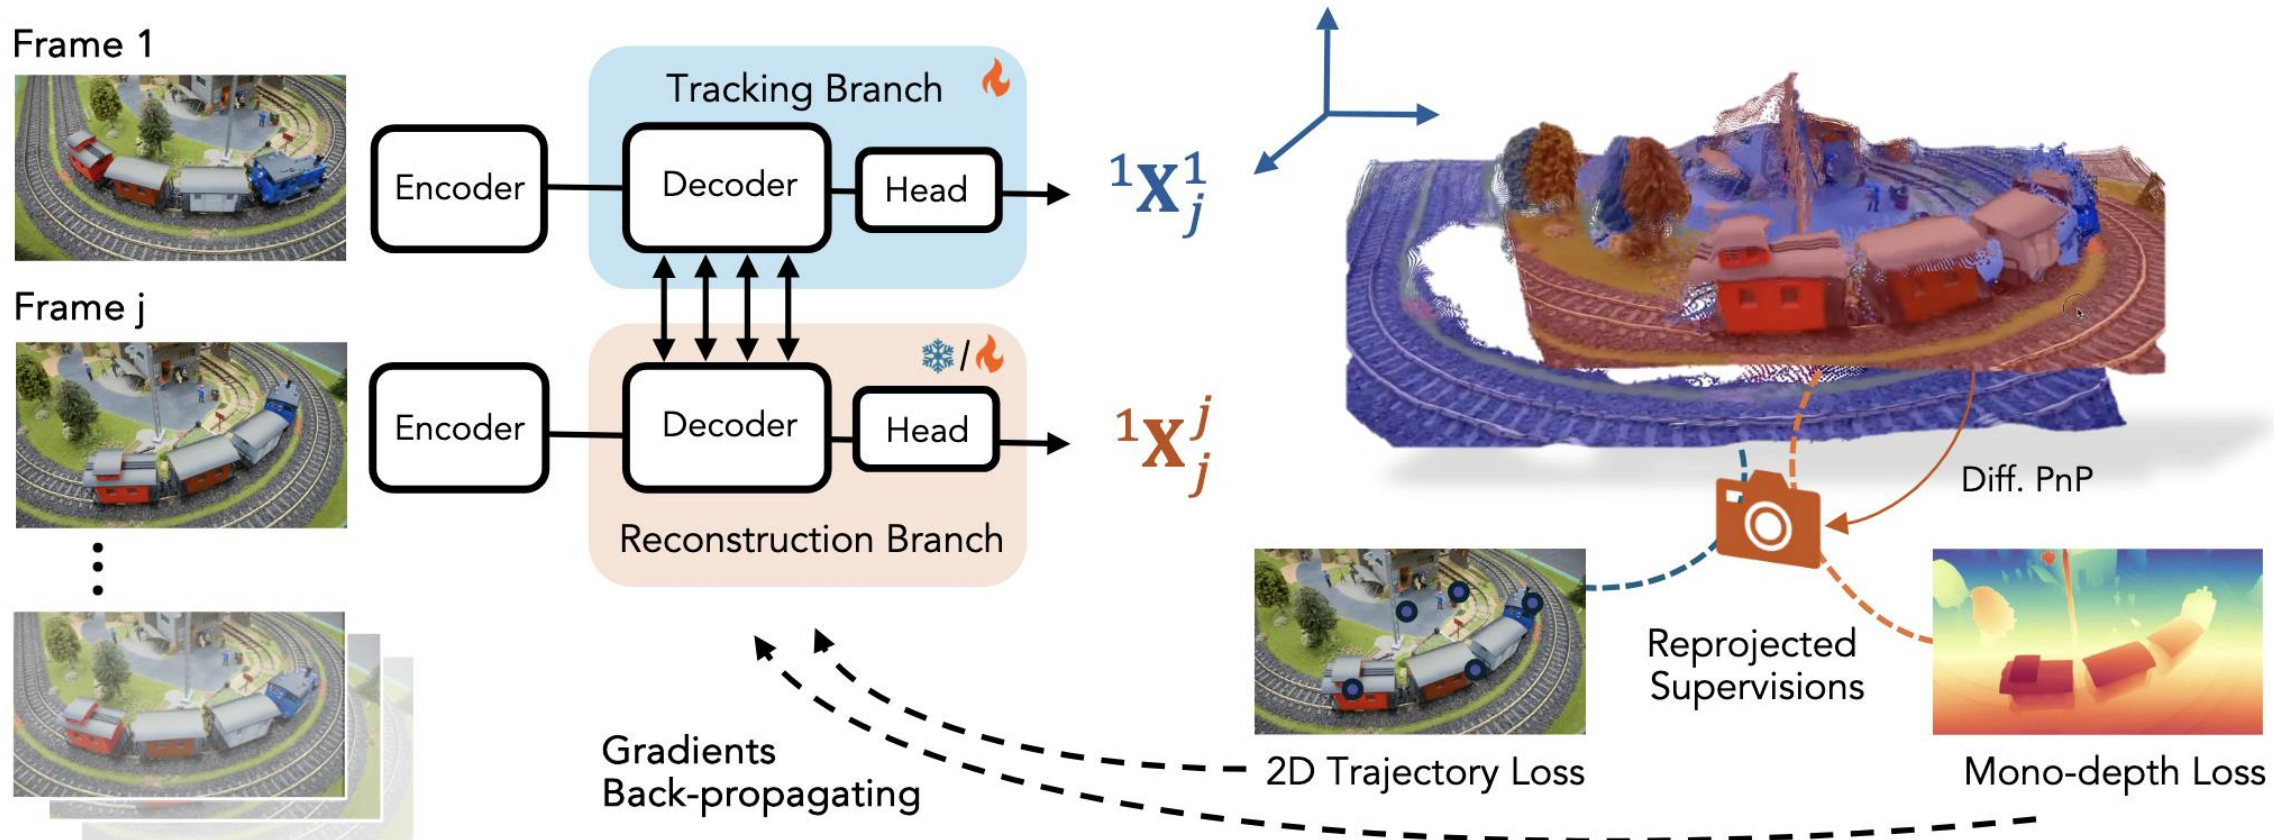 Frame 1
Tracking Branch
Encoder
Decoder
Head
¹X¹ⱼ
Frame j
Encoder
Decoder
Head
¹Xʲⱼ
Reconstruction Branch
Diff. PnP
Reprojected
Supervisions
Gradients
Back-propagating
2D Trajectory Loss
Mono-depth Loss